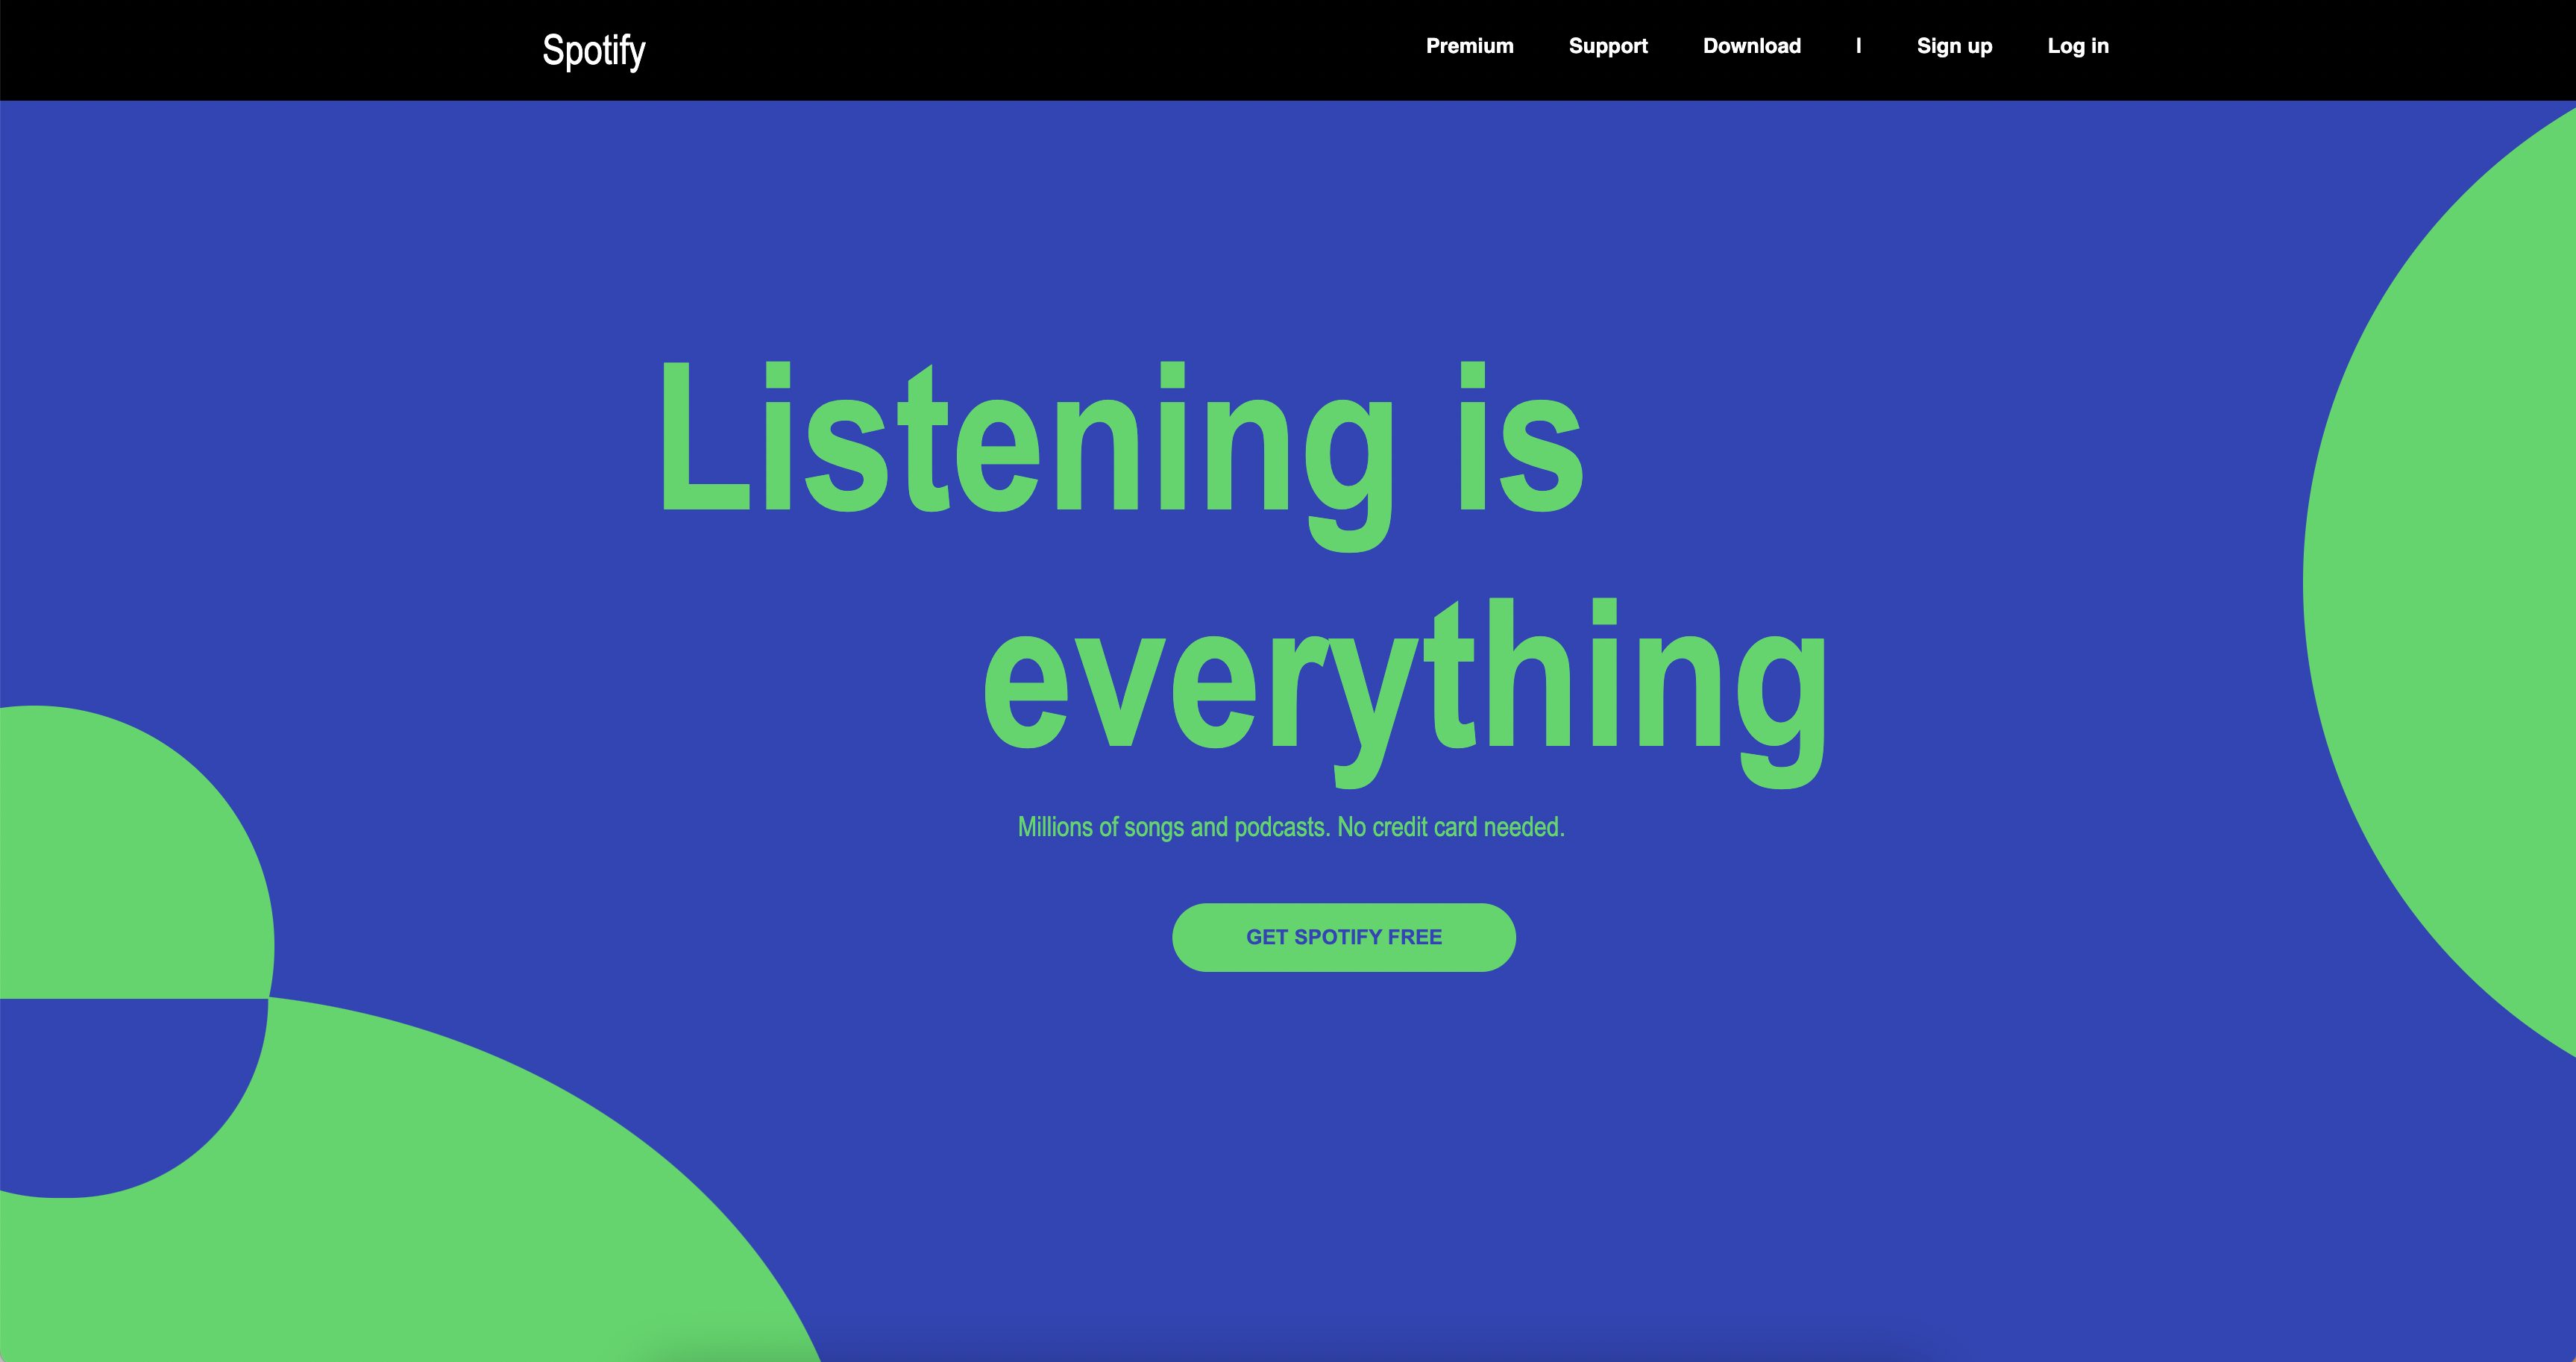 Spotify
Premium Support Download | Sign up Log in
Listening is
everything
Millions of songs and podcasts. No credit card needed.
GET SPOTIFY FREE